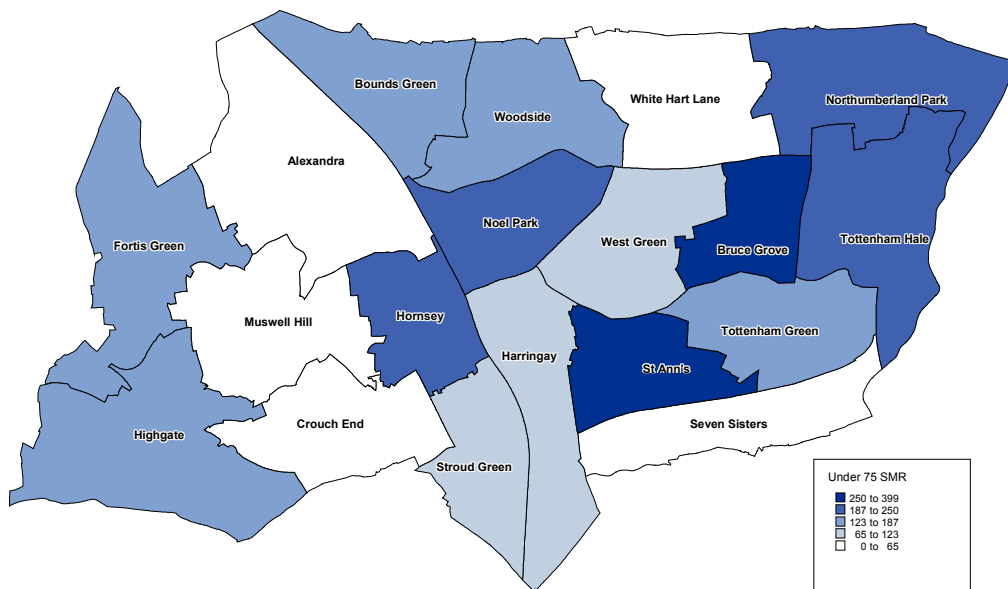 Bounds Green
White Hart Lane
Northumberland Park
Woodside
Alexandra
Noel Park
Fortis Green
West Green
Bruce Grove
Tottenham Hale
Muswell Hill
Hornsey
Tottenham Green
Harringay
St Ann's
Crouch End
Seven Sisters
Highgate
Stroud Green
Under 75 SMR
250 to 399
187 to 250
123 to 187
65 to 123
0 to 65